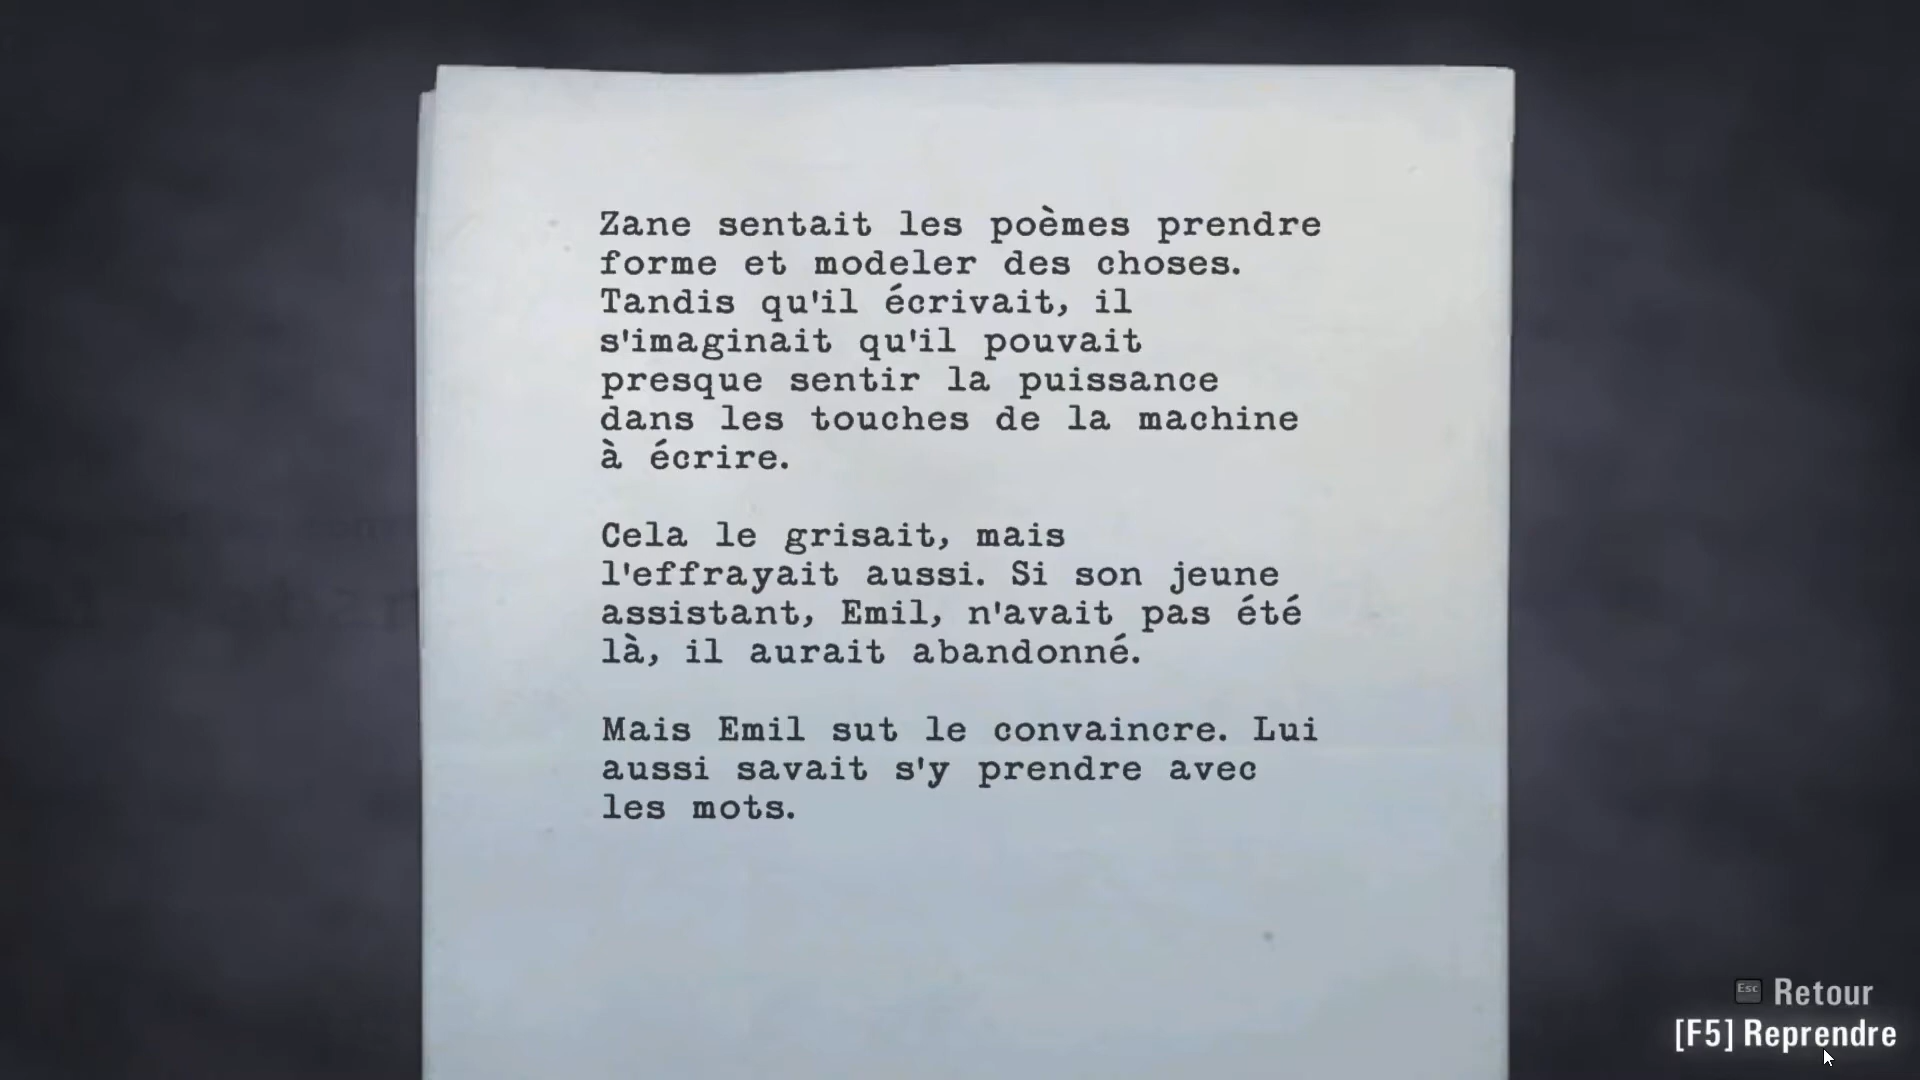 Zane sentait les poèmes prendre
forme et modeler des choses.
Tandis qu'il écrivait, il
s'imaginait qu'il pouvait
presque sentir la puissance
dans les touches de la machine
à écrire.
Cela le grisait, mais
l'effrayait aussi. Si son jeune
assistant, Emil, n'avait pas été
là, il aurait abandonné.
Mais Emil sut le convaincre. Lui
aussi savait s'y prendre avec
les mots.
Esc Retour
[F5] Reprendre